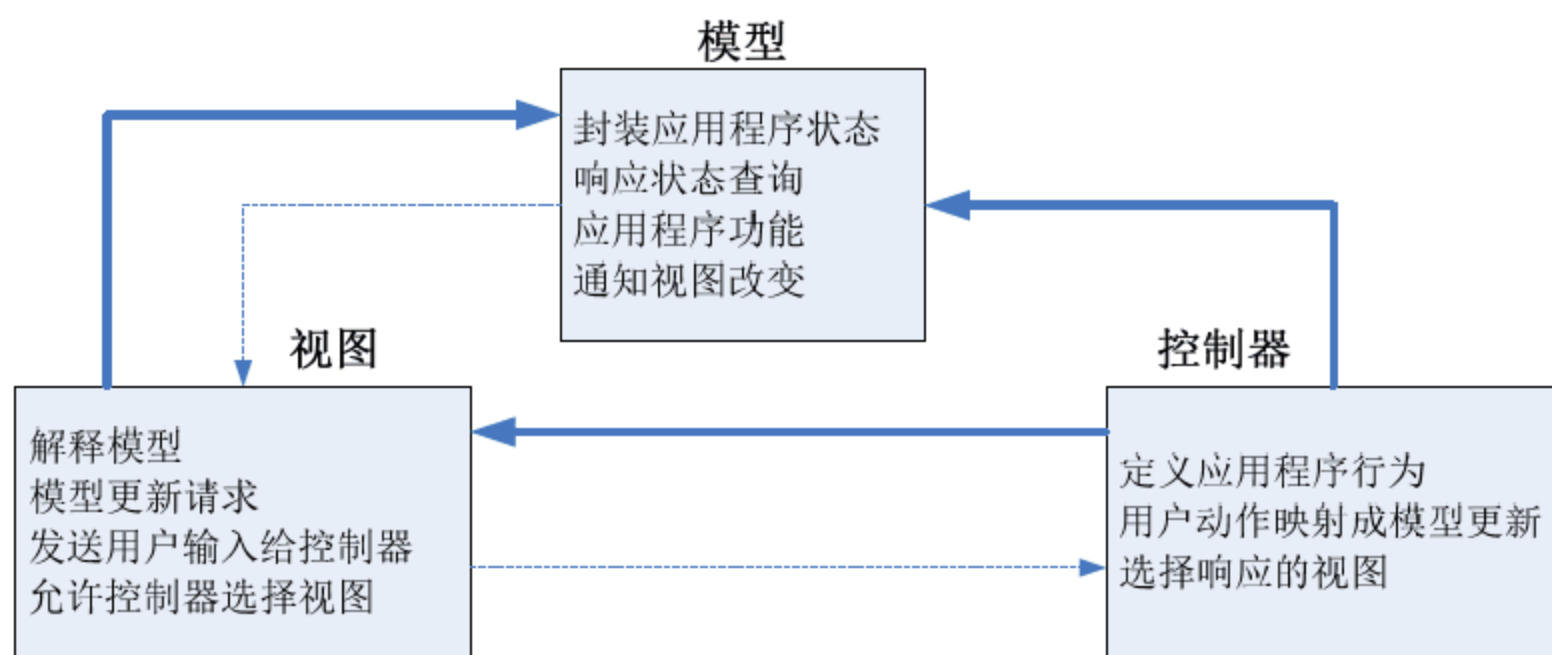 模型
封装应用程序状态
响应状态查询
应用程序功能
通知视图改变
视图
解释模型
模型更新请求
发送用户输入给控制器
允许控制器选择视图
控制器
定义应用程序行为
用户动作映射成模型更新
选择响应的视图